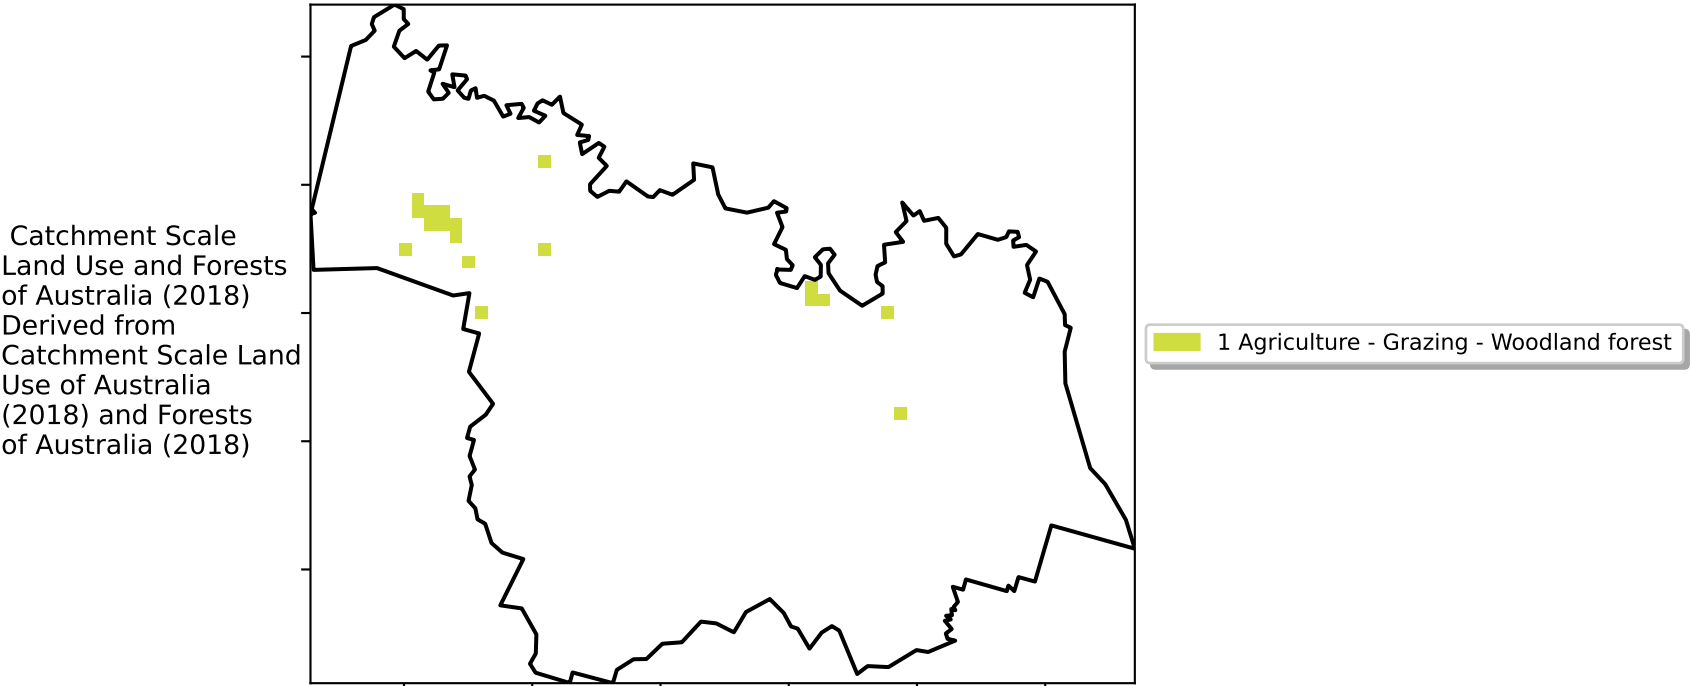 Catchment Scale
Land Use and Forests
of Australia (2018)
Derived from
Catchment Scale Land
Use of Australia
(2018) and Forests
of Australia (2018)
1 Agriculture - Grazing - Woodland forest